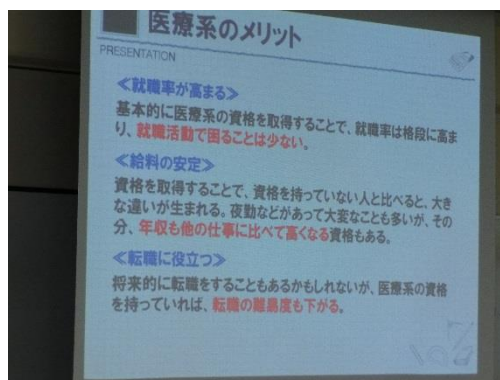 医療系のメリット
PRESENTATION
≪就職率が高まる≫
基本的に医療系の資格を取得することで、就職率は格段に高ま
り、就職活動で困ることは少ない。
≪給料の安定≫
資格を取得することで、資格を持っていない人と比べると、大き
な違いが生まれる。夜勤などがあって大変なことも多いが、その
分、年収も他の仕事に比べて高くなる資格もある。
≪転職に役立つ≫
将来的に転職をすることもあるかもしれないが、医療系の資格
を持っていれば、転職の難易度も下がる。